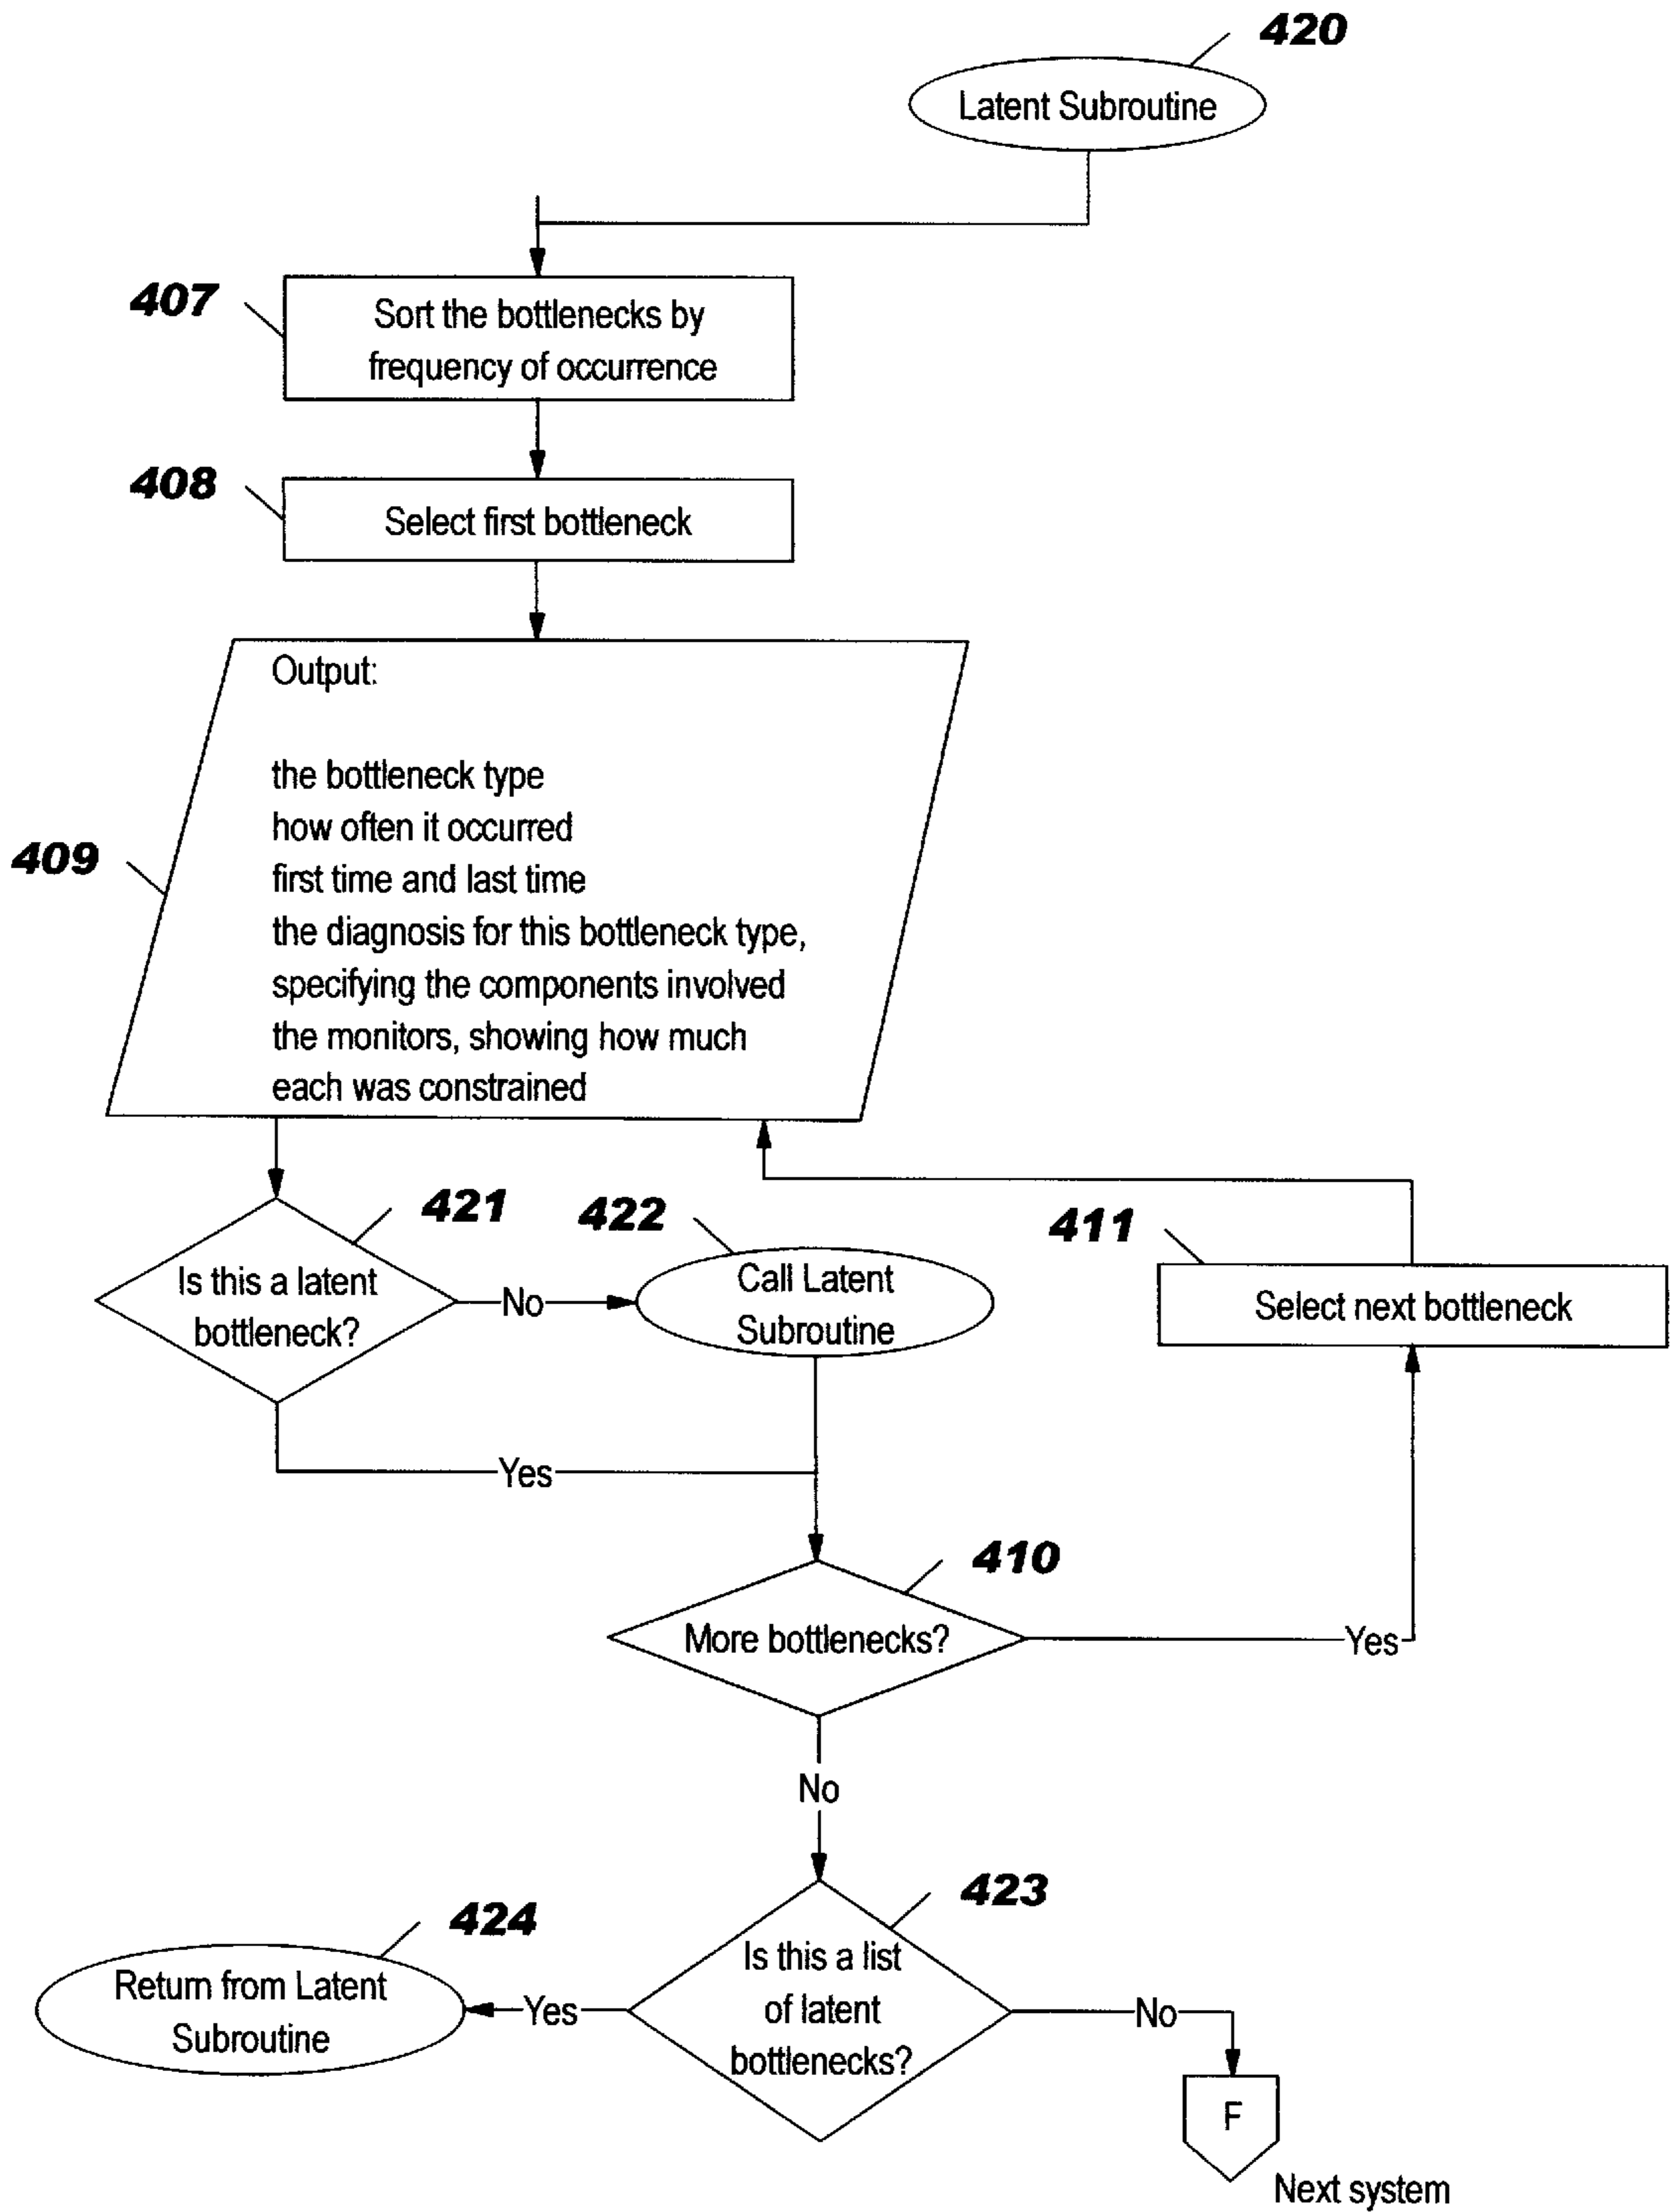 420
Latent Subroutine
407
Sort the bottlenecks by
frequency of occurrence
408
Select first bottleneck
Output:
the bottleneck type
how often it occurred
409
first time and last time
the diagnosis for this bottleneck type,
specifying the components involved
the monitors, showing how much
each was constrained
421
422
411
Is this a latent
bottleneck?
No
Call Latent
Subroutine
Select next bottleneck
Yes
410
More bottlenecks?
Yes
No
423
424
Is this a list
of latent
bottlenecks?
Return from Latent
Subroutine
Yes
No
F
Next system